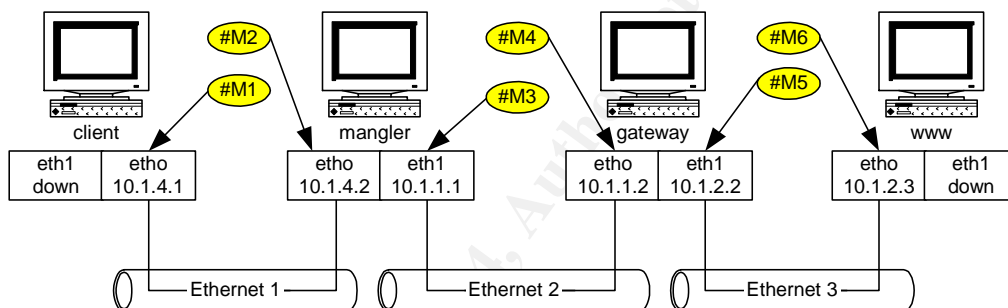 #M2
#M4
#M6
#M1
#M3
#M5
client
mangler
gateway
www
eth1
down
etho
10.1.4.1
etho
10.1.4.2
eth1
10.1.1.1
etho
10.1.1.2
eth1
10.1.2.2
etho
10.1.2.3
eth1
down
4, Auth
Ethernet 1
Ethernet 2
Ethernet 3